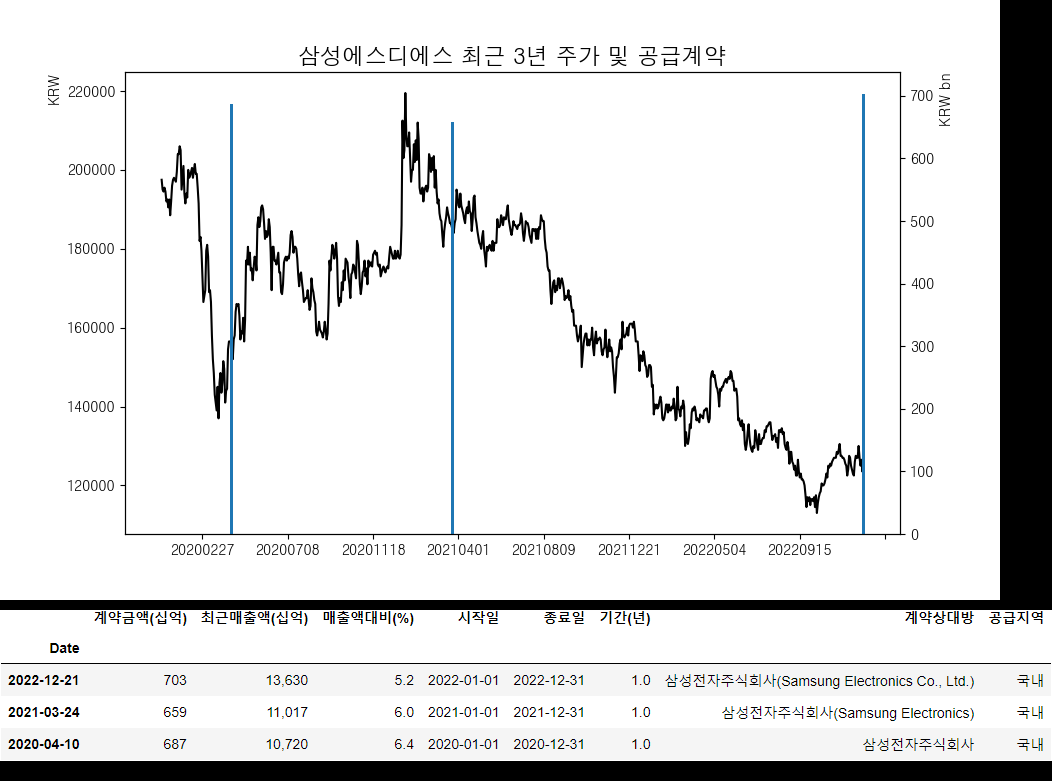 삼성에스디에스 최근 3년 주가 및 공급계약
KRW
KRW bn
220000
200000
180000
160000
140000
120000
700
600
500
400
300
200
100
0
20200227 20200708 20201118 20210401 20210809 20211221 20220504 20220915
계약금액(십억) 최근매출액(십억) 매출액대비(%) 시작일 종료일 기간(년) 계약상대방 공급지역
Date
2022-12-21 703 13,630 5.2 2022-01-01 2022-12-31 1.0 삼성전자주식회사(Samsung Electronics Co., Ltd.) 국내
2021-03-24 659 11,017 6.0 2021-01-01 2021-12-31 1.0 삼성전자주식회사(Samsung Electronics) 국내
2020-04-10 687 10,720 6.4 2020-01-01 2020-12-31 1.0 삼성전자주식회사 국내